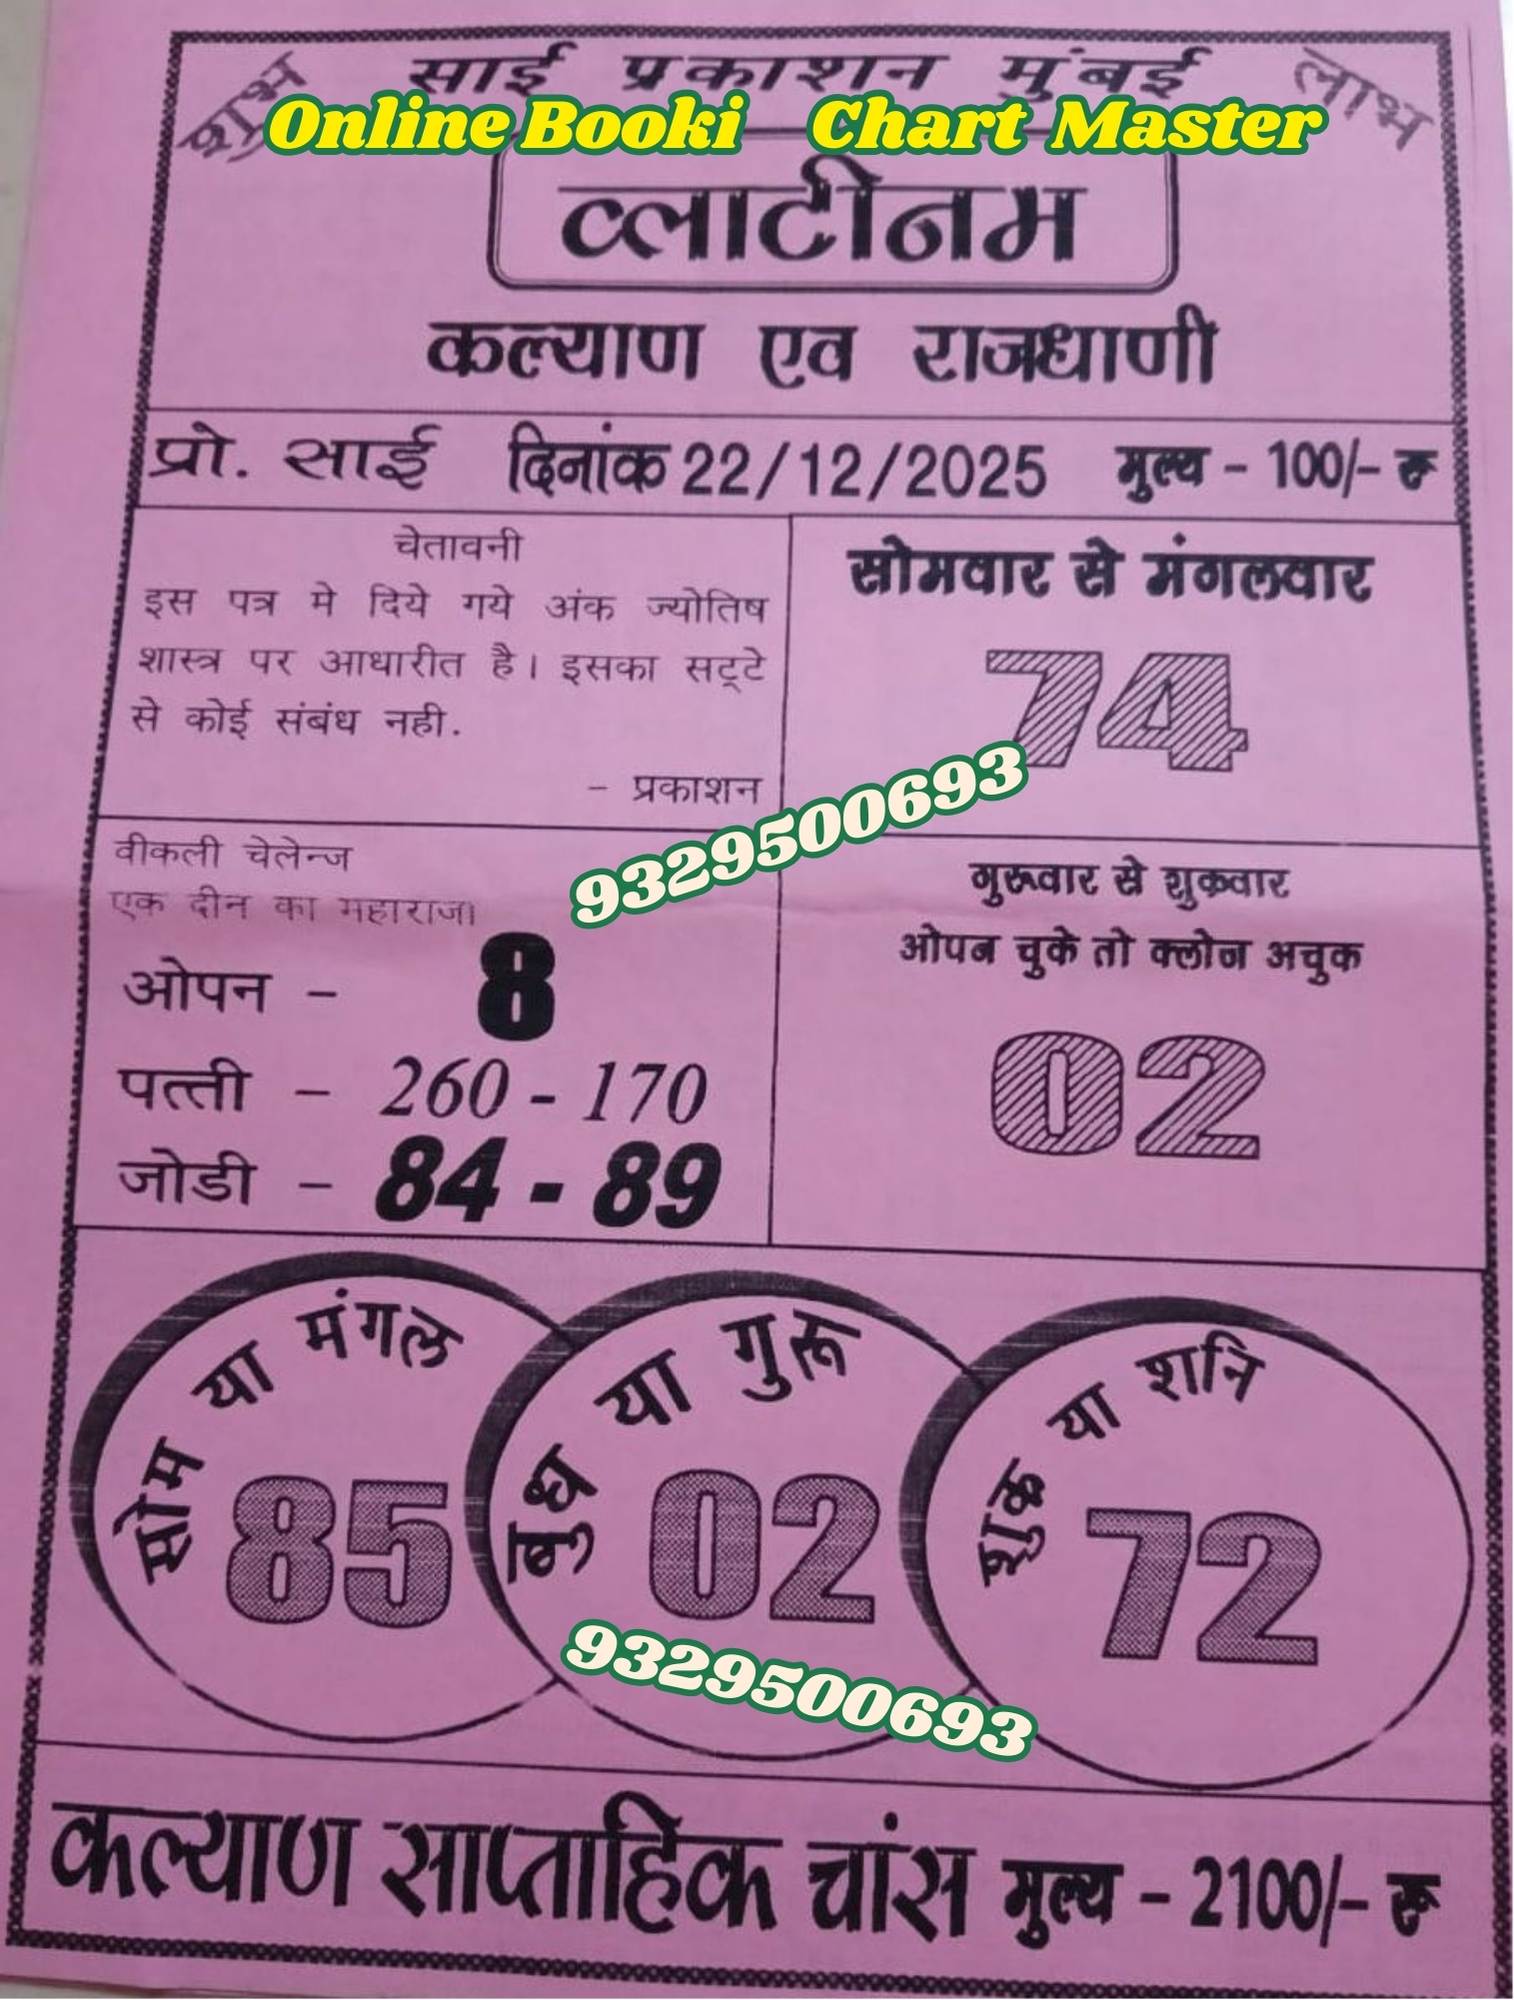 शुभ साई प्रकाशन मुंबई लाभ
Online Booki Chart Master
प्लाटीनम
कल्याण एव राजधाणी
प्रो. साई दिनांक 22/12/2025 मुल्य - 100/- रू
चेतावनी
इस पत्र मे दिये गये अंक ज्योतिष
शास्त्र पर आधारीत है। इसका सट्टे
से कोई संबंध नही.
- प्रकाशन
सोमवार से मंगलवार
74
9329500693
वीकली चेलेन्ज
एक दीन का महाराजा
ओपन - 8
पत्ती - 260 - 170
जोडी - 84 - 89
गुरूवार से शुक्रवार
ओपन चुके तो क्लोज अचुक
02
सोम या मंगल
85
बुध या गुरू
02
शुक्र या शनि
72
9329500693
कल्याण साप्ताहिक चांस मुल्य - 2100/- रू